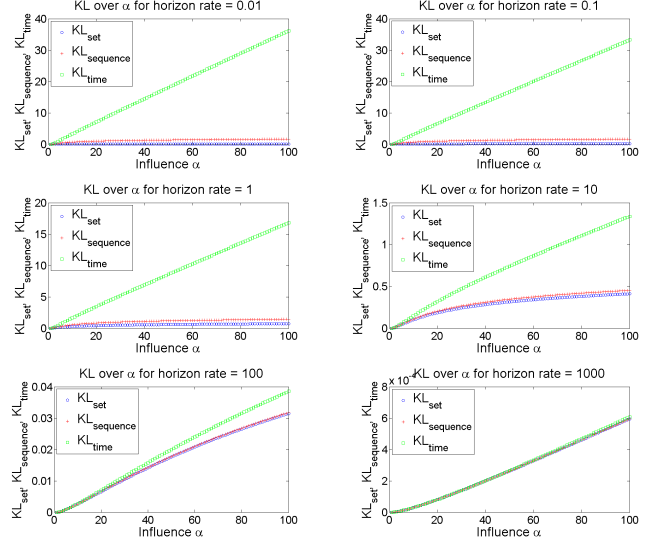 KL over α for horizon rate = 0.01
KL_set, KL_sequence, KL_time
40
30
20
10
0
0 20 40 60 80 100
Influence α
KL_set
KL_sequence
KL_time
KL over α for horizon rate = 0.1
KL_set, KL_sequence, KL_time
40
30
20
10
0
0 20 40 60 80 100
Influence α
KL_set
KL_sequence
KL_time
KL over α for horizon rate = 1
KL_set, KL_sequence, KL_time
20
15
10
5
0
0 20 40 60 80 100
Influence α
KL_set
KL_sequence
KL_time
KL over α for horizon rate = 10
KL_set, KL_sequence, KL_time
1.5
1
0.5
0
0 20 40 60 80 100
Influence α
KL_set
KL_sequence
KL_time
KL over α for horizon rate = 100
KL_set, KL_sequence, KL_time
0.04
0.03
0.02
0.01
0
0 20 40 60 80 100
Influence α
KL_set
KL_sequence
KL_time
KL over α for horizon rate = 1000
KL_set, KL_sequence, KL_time
8
6
4
2
0
0 20 40 60 80 100
Influence α
KL_set
KL_sequence
KL_time